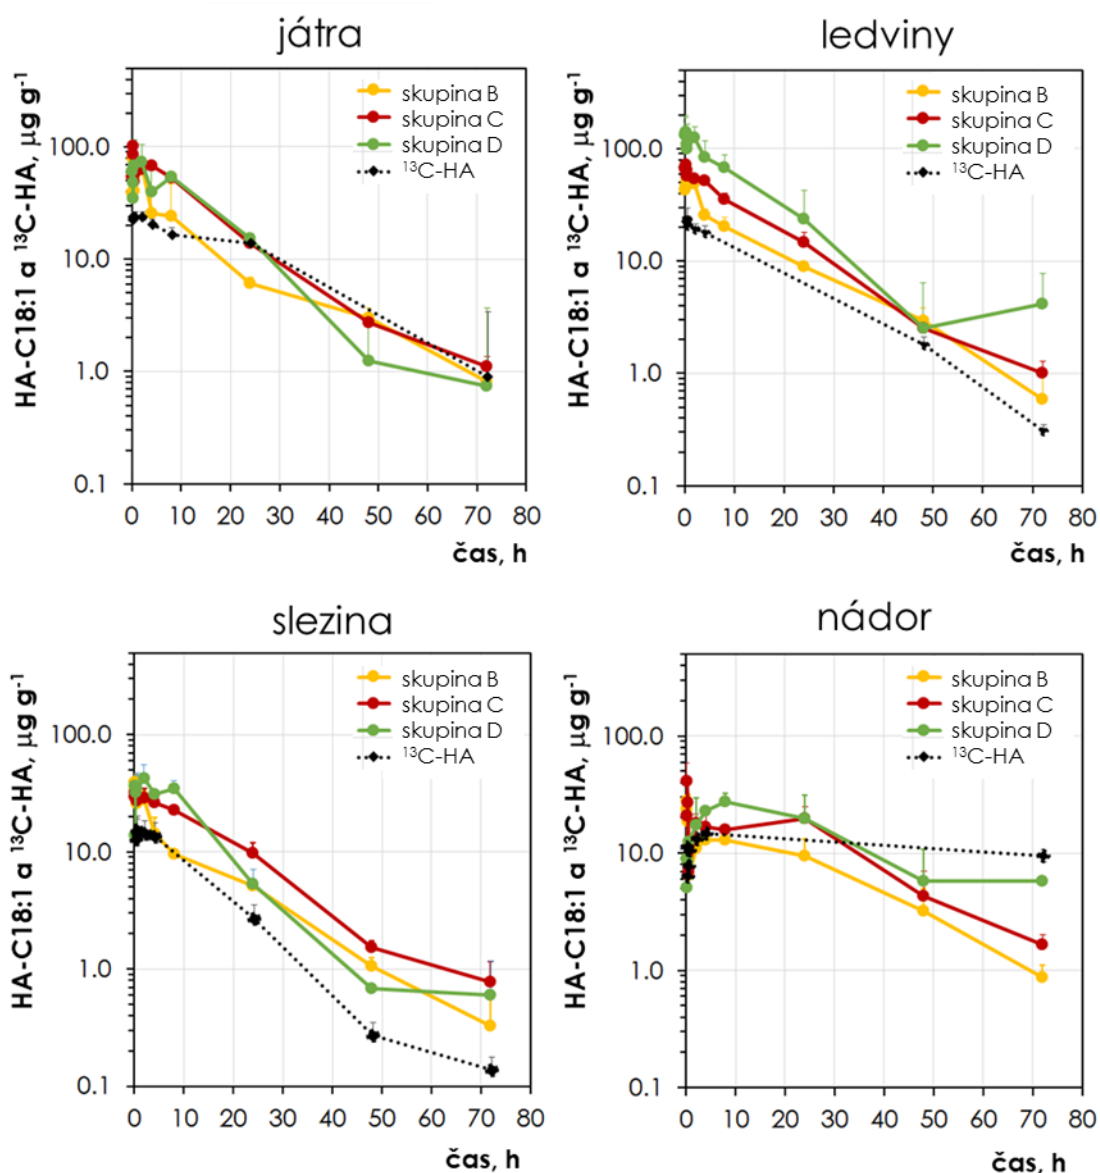 játra
HA-C18:1 a ¹³C-HA, µg g⁻¹
skupina B
skupina C
skupina D
¹³C-HA
100.0
10.0
1.0
0.1
0 10 20 30 40 50 60 70 80
čas, h
ledviny
HA-C18:1 a ¹³C-HA, µg g⁻¹
skupina B
skupina C
skupina D
¹³C-HA
100.0
10.0
1.0
0.1
0 10 20 30 40 50 60 70 80
čas, h
slezina
HA-C18:1 a ¹³C-HA, µg g⁻¹
skupina B
skupina C
skupina D
¹³C-HA
100.0
10.0
1.0
0.1
0 10 20 30 40 50 60 70 80
čas, h
nádor
HA-C18:1 a ¹³C-HA, µg g⁻¹
skupina B
skupina C
skupina D
¹³C-HA
100.0
10.0
1.0
0.1
0 10 20 30 40 50 60 70 80
čas, h